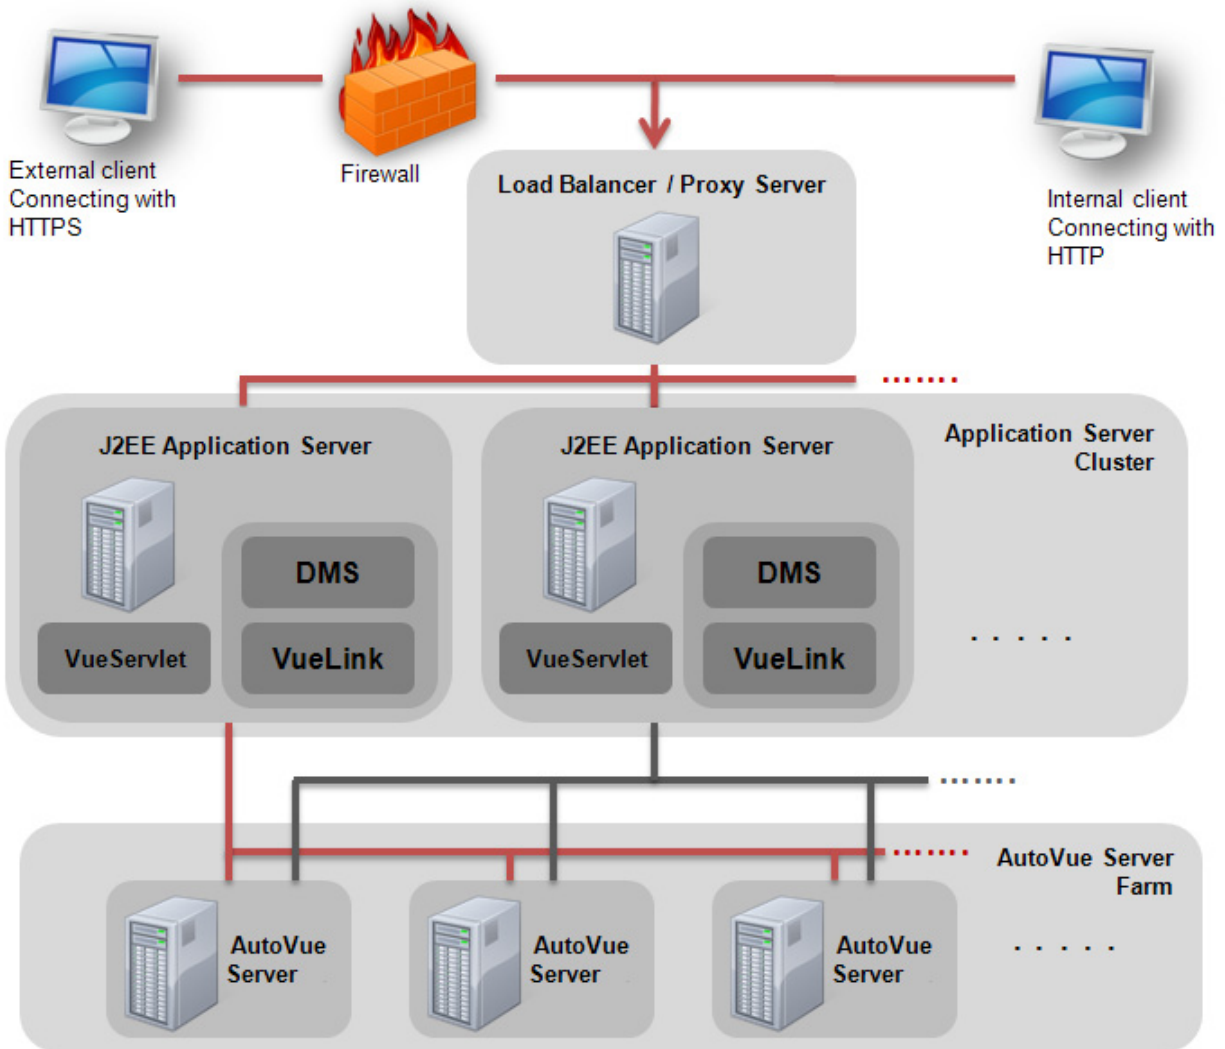 External client
Connecting with
HTTPS
Firewall
Load Balancer / Proxy Server
Internal client
Connecting with
HTTP
.......
Application Server
Cluster
J2EE Application Server
DMS
VueServlet
VueLink
J2EE Application Server
DMS
VueServlet
VueLink
. . . . .
.......
.......
AutoVue Server
Farm
AutoVue
Server
AutoVue
Server
AutoVue
Server
. . . . .